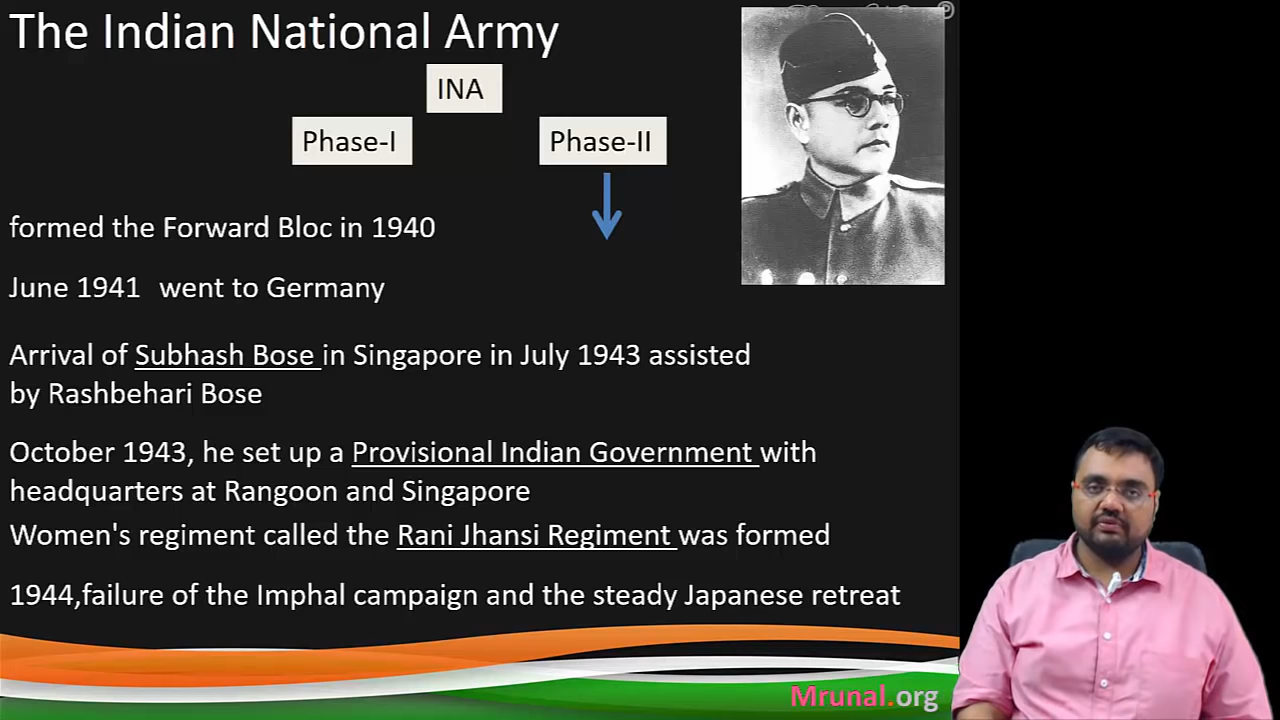 The Indian National Army
INA
Phase-I
Phase-II
formed the Forward Bloc in 1940
June 1941 went to Germany
Arrival of Subhash Bose in Singapore in July 1943 assisted
by Rashbehari Bose
October 1943, he set up a Provisional Indian Government with
headquarters at Rangoon and Singapore
Women's regiment called the Rani Jhansi Regiment was formed
1944,failure of the Imphal campaign and the steady Japanese retreat
Mrunal.org